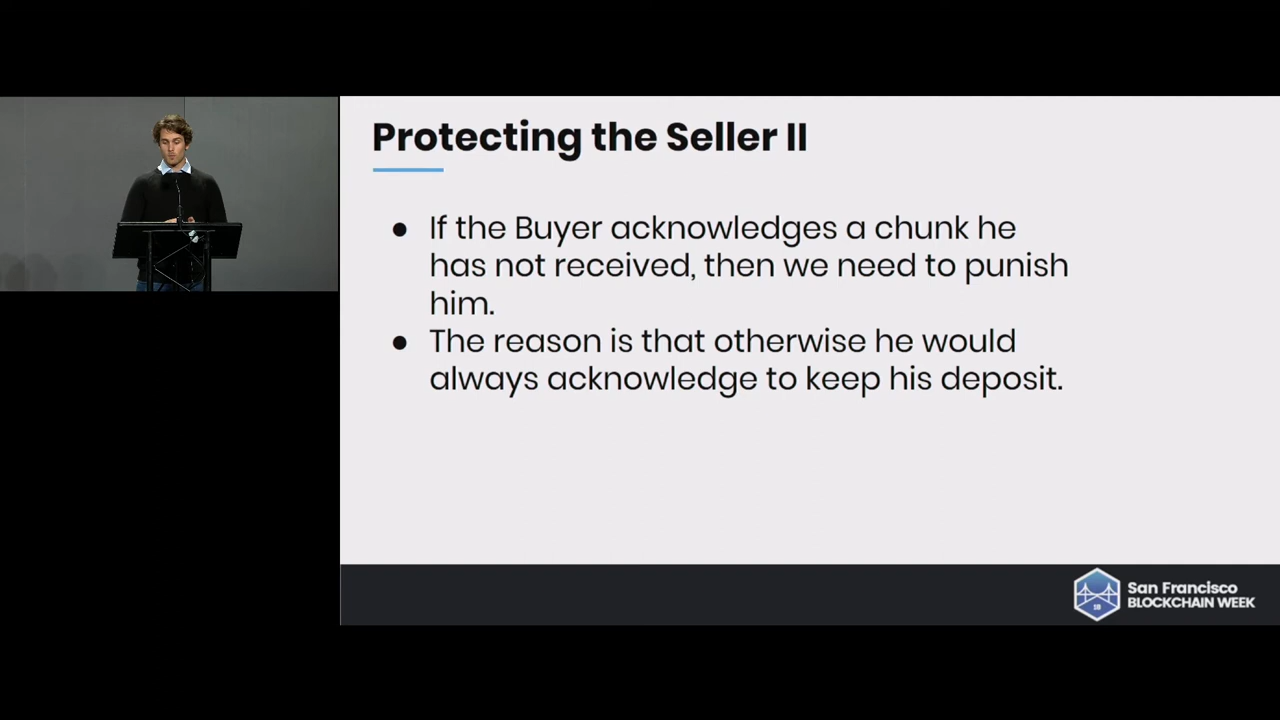 Protecting the Seller II
● If the Buyer acknowledges a chunk he
has not received, then we need to punish
him.
● The reason is that otherwise he would
always acknowledge to keep his deposit.
San Francisco
BLOCKCHAIN WEEK
SB